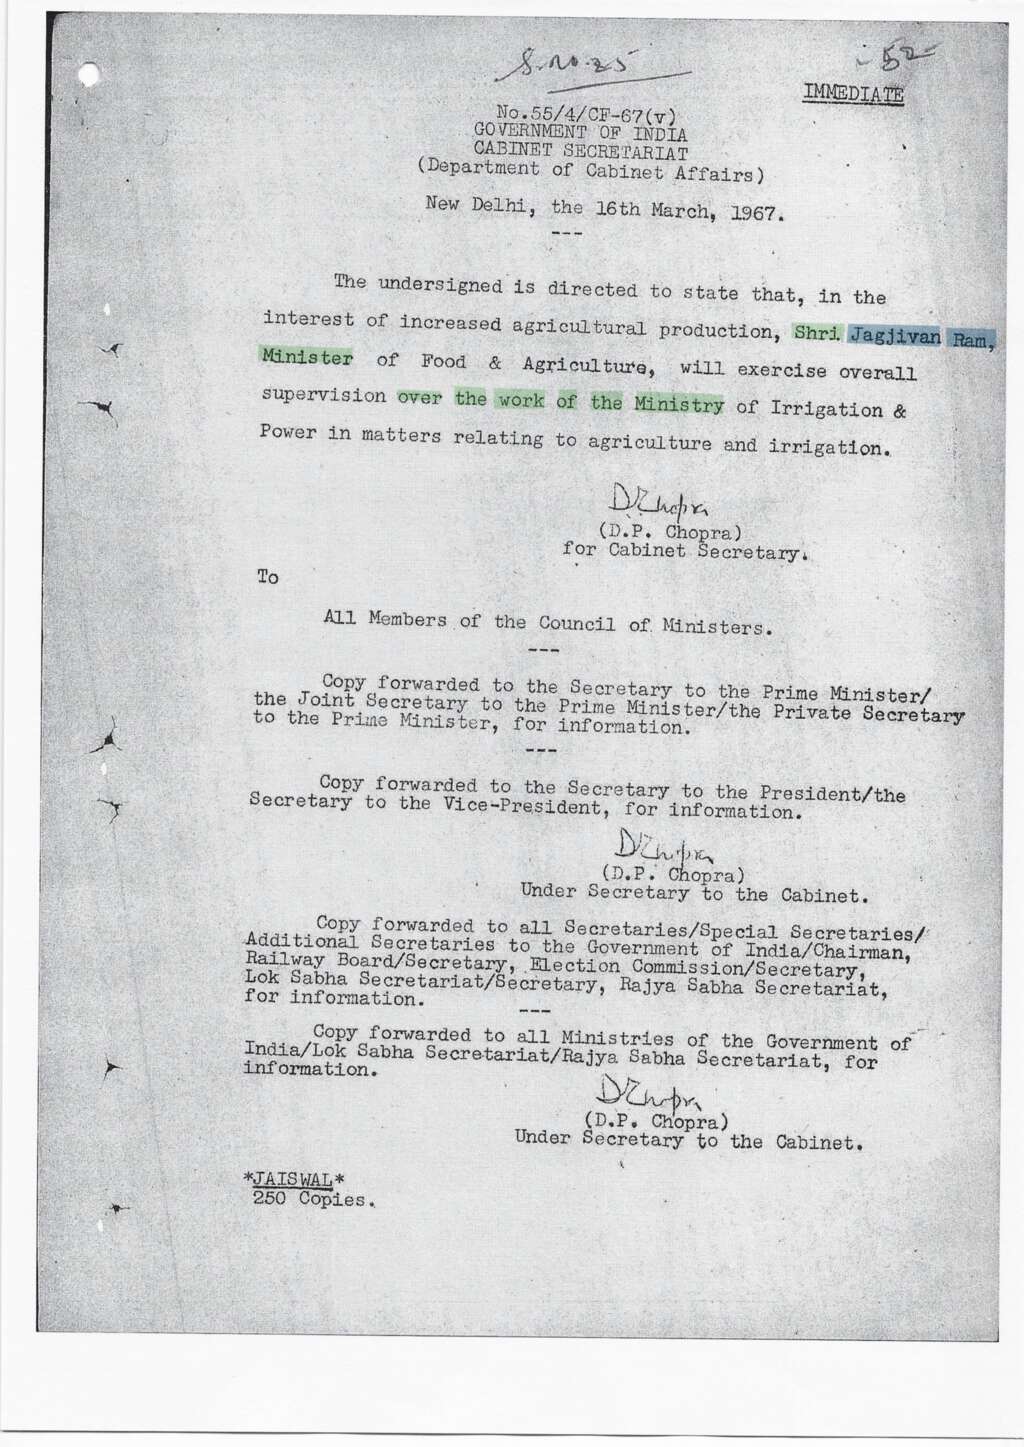 S.No.25
-52-
IMMEDIATE
No.55/4/CF-67(v)
GOVERNMENT OF INDIA
CABINET SECRETARIAT
(Department of Cabinet Affairs)
New Delhi, the 16th March, 1967.
---
The undersigned is directed to state that, in the
interest of increased agricultural production, Shri Jagjivan Ram,
Minister of Food & Agriculture, will exercise overall
supervision over the work of the Ministry of Irrigation &
Power in matters relating to agriculture and irrigation.
DPChopra
(D.P. Chopra)
for Cabinet Secretary.
To
All Members of the Council of Ministers.
---
Copy forwarded to the Secretary to the Prime Minister/
the Joint Secretary to the Prime Minister/the Private Secretary
to the Prime Minister, for information.
---
Copy forwarded to the Secretary to the President/the
Secretary to the Vice-President, for information.
DPChopra
(D.P. Chopra)
Under Secretary to the Cabinet.
Copy forwarded to all Secretaries/Special Secretaries/
Additional Secretaries to the Government of India/Chairman,
Railway Board/Secretary, Election Commission/Secretary,
Lok Sabha Secretariat/Secretary, Rajya Sabha Secretariat,
for information.
---
Copy forwarded to all Ministries of the Government of
India/Lok Sabha Secretariat/Rajya Sabha Secretariat, for
information.
DPChopra
(D.P. Chopra)
Under Secretary to the Cabinet.
*JAISWAL*
250 Copies.